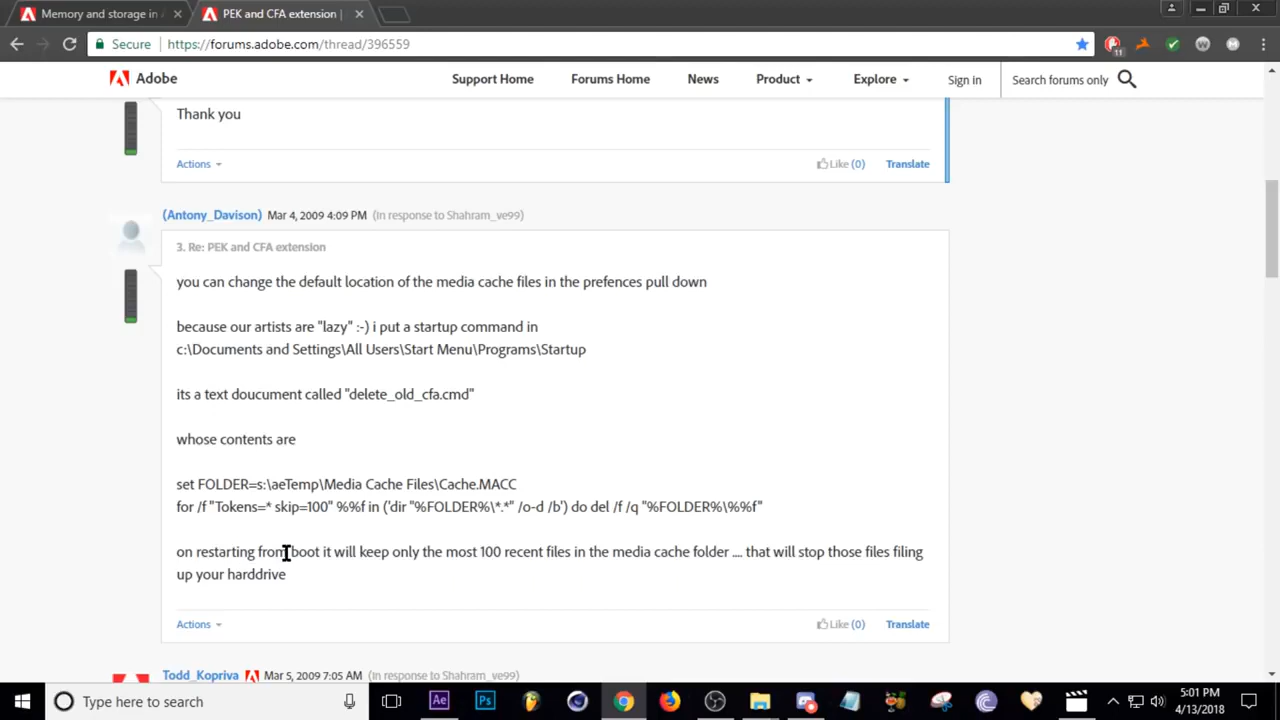 Memory and storage in
PEK and CFA extension |
Secure
https://forums.adobe.com/thread/396559
11
Adobe
Support Home
Forums Home
News
Product
Explore
Sign in
Search forums only
Thank you
Actions
Like (0)
Translate
(Antony_Davison) Mar 4, 2009 4:09 PM (in response to Shahram_ve99)
3. Re: PEK and CFA extension
you can change the default location of the media cache files in the prefences pull down
because our artists are "lazy" :-) i put a startup command in
c:\Documents and Settings\All Users\Start Menu\Programs\Startup
its a text doucument called "delete_old_cfa.cmd"
whose contents are
set FOLDER=s:\aeTemp\Media Cache Files\Cache.MACC
for /f "Tokens=* skip=100" %%f in ('dir "%FOLDER%\*.*" /o-d /b') do del /f /q "%FOLDER%\%%f"
on restarting from boot it will keep only the most 100 recent files in the media cache folder .... that will stop those files filing
up your harddrive
Actions
Like (0)
Translate
Todd_Kopriva Mar 5, 2009 7:05 AM (in response to Shahram_ve99)
Type here to search
Ae
Ps
5:01 PM
4/13/2018